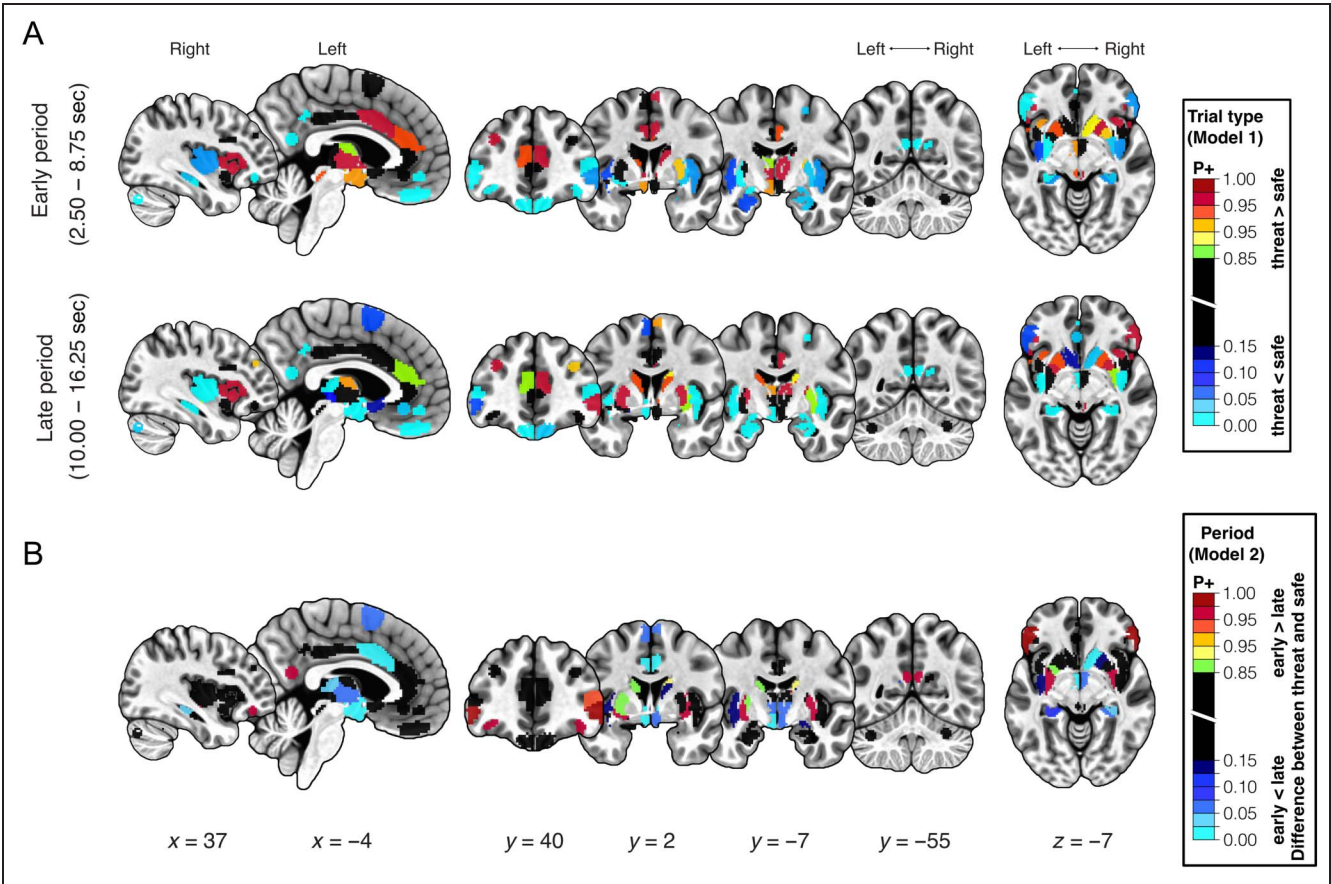 A
Right
Left
Left ⟷ Right
Left ⟷ Right
Early period
(2.50 – 8.75 sec)
Trial type
(Model 1)
P+
1.00
0.95
0.95
0.85
0.15
0.10
0.05
0.00
threat > safe
threat < safe
Late period
(10.00 – 16.25 sec)
B
Period
(Model 2)
P+
1.00
0.95
0.95
0.85
0.15
0.10
0.05
0.00
early > late
early < late
Difference between threat and safe
x = 37
x = –4
y = 40
y = 2
y = –7
y = –55
z = –7